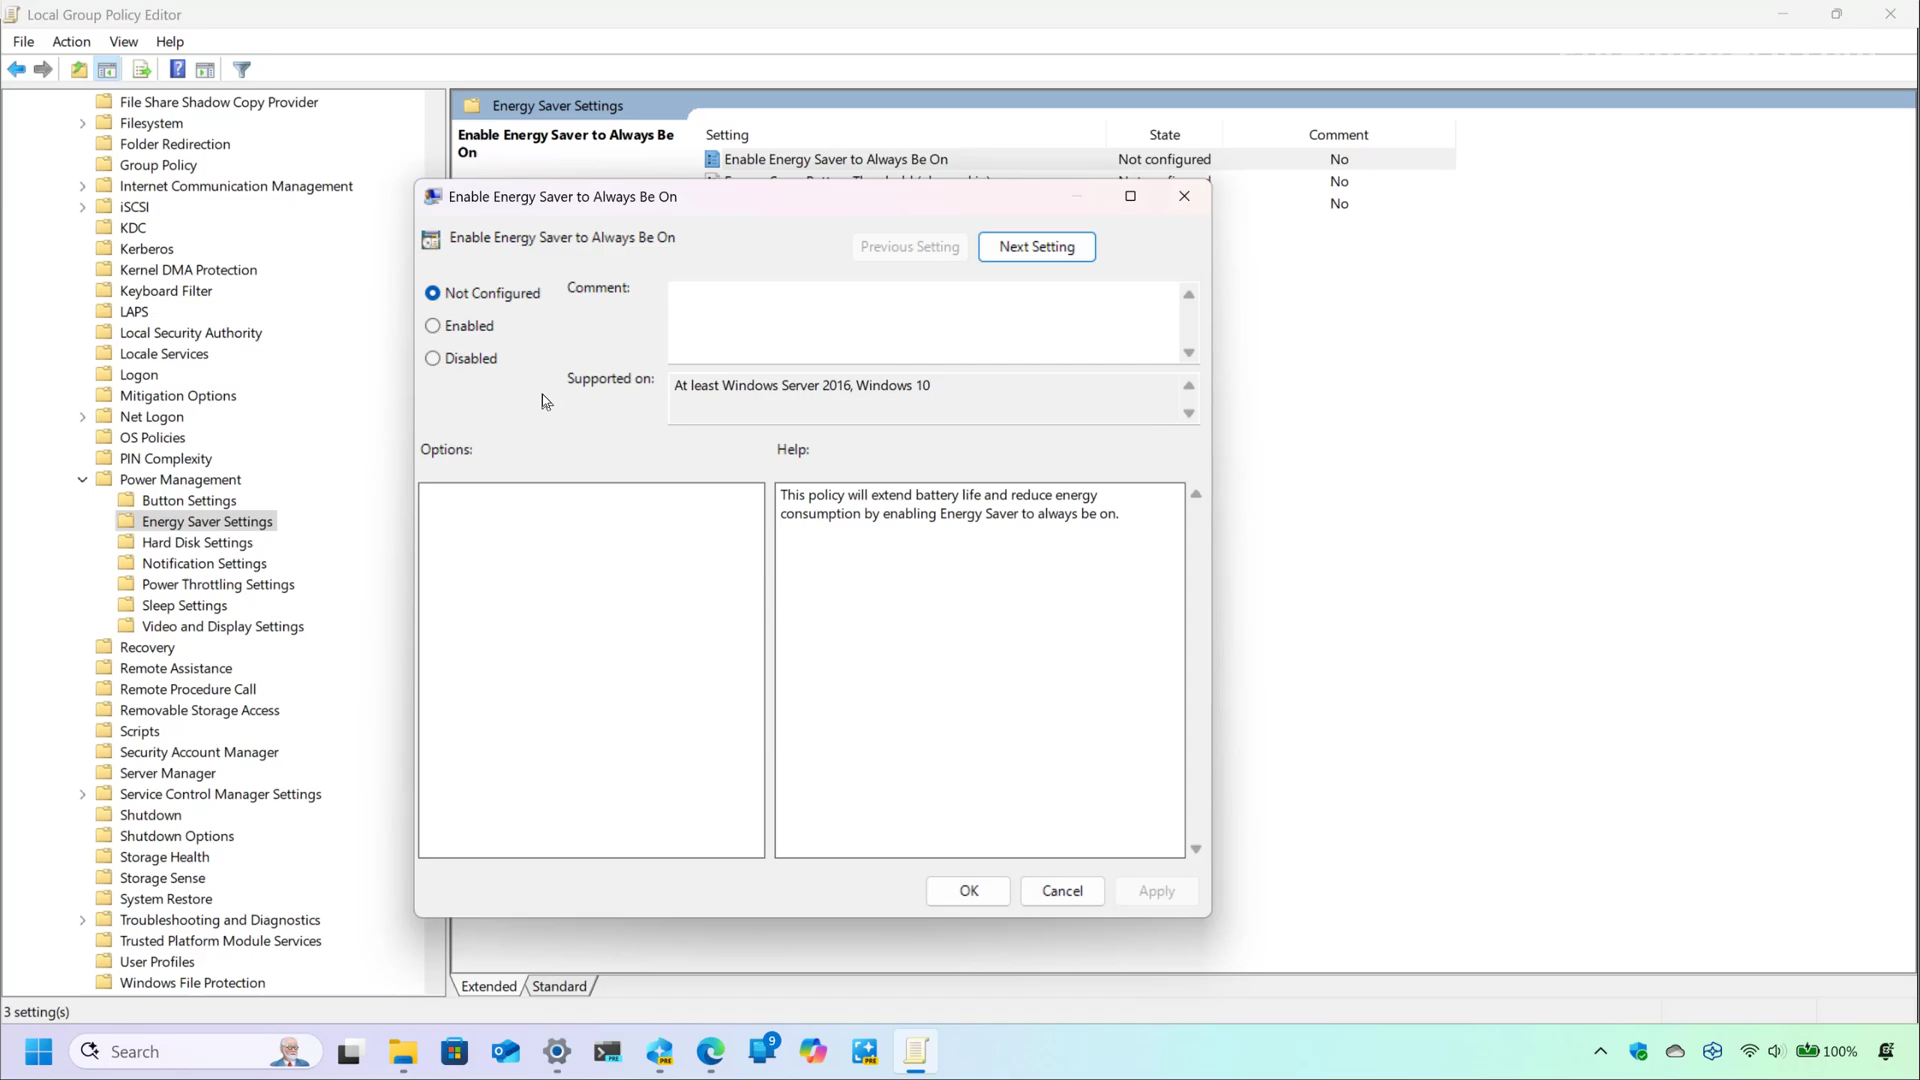 Local Group Policy Editor
File Action View Help
File Share Shadow Copy Provider
Filesystem
Folder Redirection
Group Policy
Internet Communication Management
iSCSI
KDC
Kerberos
Kernel DMA Protection
Keyboard Filter
LAPS
Local Security Authority
Locale Services
Logon
Mitigation Options
Net Logon
OS Policies
PIN Complexity
Power Management
Button Settings
Energy Saver Settings
Hard Disk Settings
Notification Settings
Power Throttling Settings
Sleep Settings
Video and Display Settings
Recovery
Remote Assistance
Remote Procedure Call
Removable Storage Access
Scripts
Security Account Manager
Server Manager
Service Control Manager Settings
Shutdown
Shutdown Options
Storage Health
Storage Sense
System Restore
Troubleshooting and Diagnostics
Trusted Platform Module Services
User Profiles
Windows File Protection
Energy Saver Settings
Enable Energy Saver to Always Be
On
Setting State Comment
Enable Energy Saver to Always Be On Not configured No
No
No
Enable Energy Saver to Always Be On
Enable Energy Saver to Always Be On
Previous Setting Next Setting
Not Configured
Enabled
Disabled
Comment:
Supported on:
At least Windows Server 2016, Windows 10
Options:
Help:
This policy will extend battery life and reduce energy
consumption by enabling Energy Saver to always be on.
OK Cancel Apply
Extended Standard
3 setting(s)
Search
PRE
PRE
9
PRE
100%